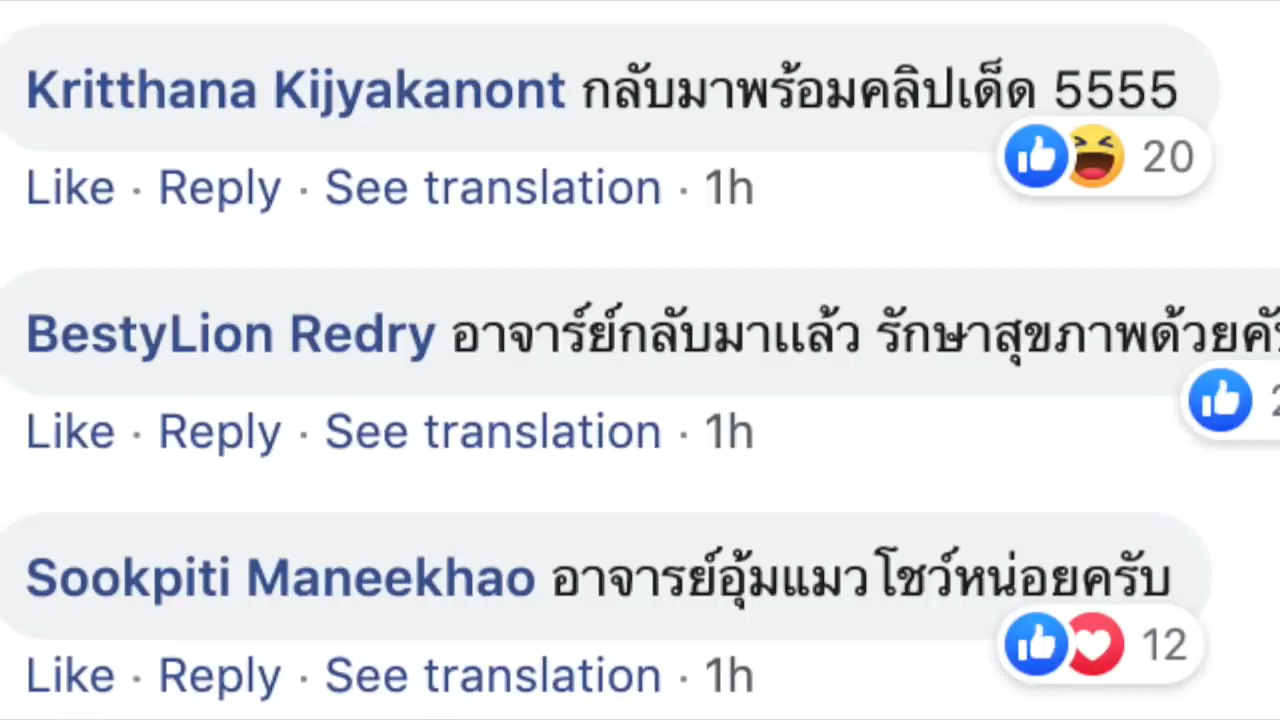 Kritthana Kijyakanont กลับมาพร้อมคลิปเด็ด 5555
20
Like · Reply · See translation · 1h
BestyLion Redry อาจาร์ย์กลับมาแล้ว รักษาสุขภาพด้วย
Like · Reply · See translation · 1h
Sookpiti Maneekhao อาจารย์อุ้มแมวโชว์หน่อยครับ
12
Like · Reply · See translation · 1h